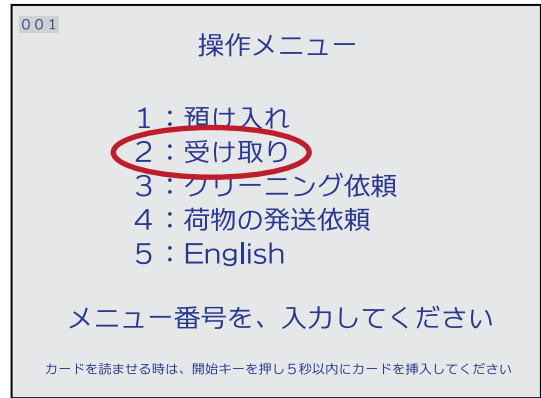 001
操作メニュー
1：預け入れ
2：受け取り
3：クリーニング依頼
4：荷物の発送依頼
5：English
メニュー番号を、入力してください
カードを読ませる時は、開始キーを押し5秒以内にカードを挿入してください